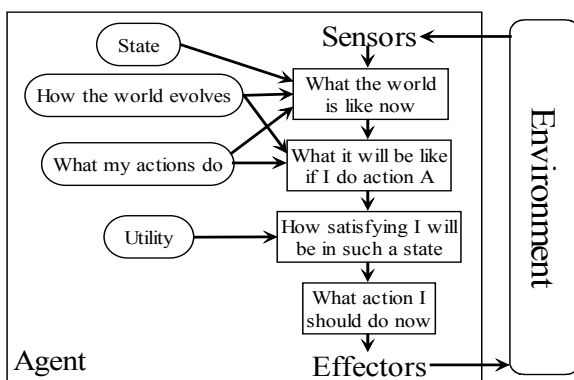 Sensors
State
What the world
is like now
How the world evolves
What my actions do
What it will be like
if I do action A
Utility
How satisfying I will
be in such a state
What action I
should do now
Agent
Effectors
Environment